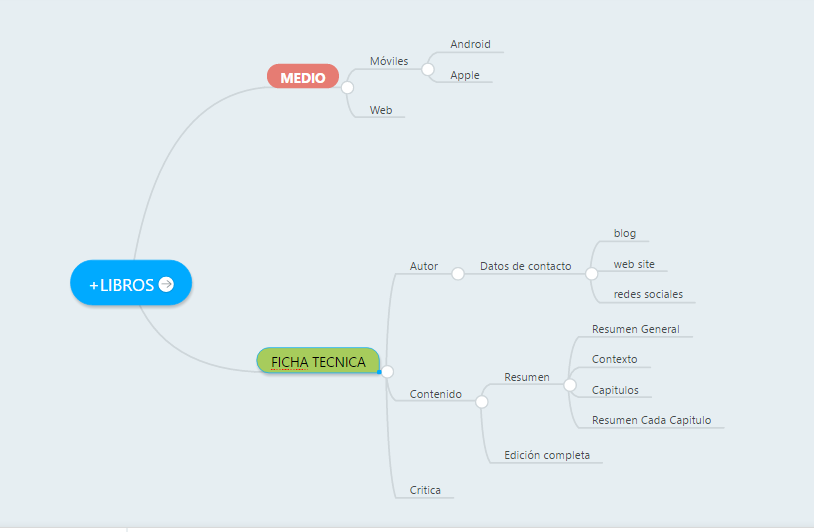 +LIBROS
MEDIO
Móviles
Android
Apple
Web
FICHA TECNICA
Autor
Datos de contacto
blog
web site
redes sociales
Contenido
Resumen
Resumen General
Contexto
Capitulos
Resumen Cada Capitulo
Edición completa
Critica